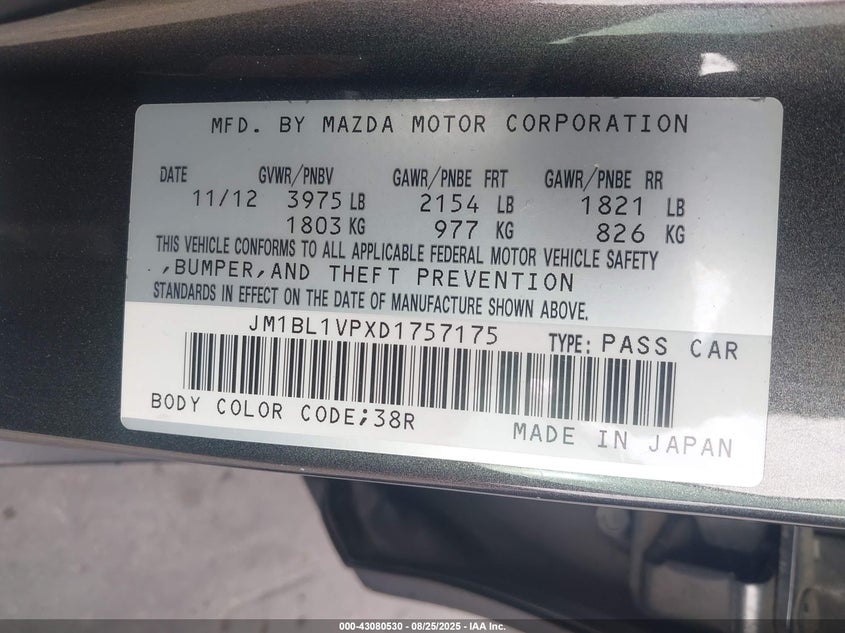 MFD. BY MAZDA MOTOR CORPORATION
DATE GVWR/PNBV GAWR/PNBE FRT GAWR/PNBE RR
11/12 3975 LB 2154 LB 1821 LB
1803 KG 977 KG 826 KG
THIS VEHICLE CONFORMS TO ALL APPLICABLE FEDERAL MOTOR VEHICLE SAFETY
,BUMPER,AND THEFT PREVENTION
STANDARDS IN EFFECT ON THE DATE OF MANUFACTURE SHOWN ABOVE.
JM1BL1VPXD1757175 TYPE: PASS CAR
BODY COLOR CODE;38R MADE IN JAPAN
000-43080530 - 08/25/2025 - IAA Inc.